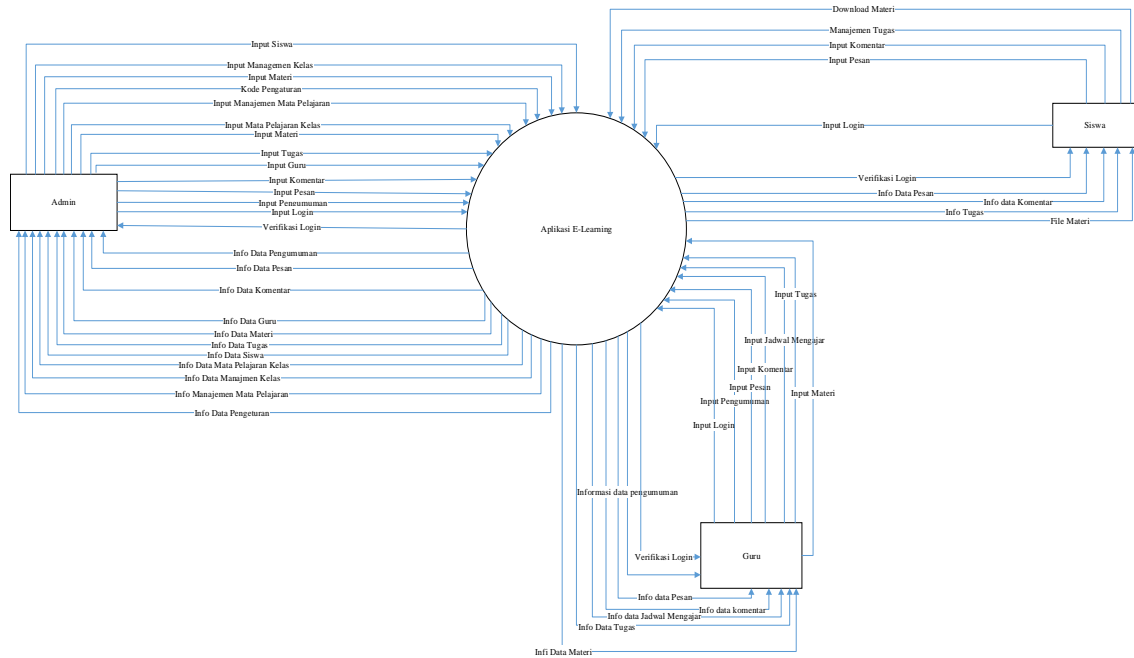 Download Materi
Manajemen Tugas
Input Siswa
Input Komentar
Input Pesan
Input Managemen Kelas
Input Materi
Kode Pengaturan
Input Manajemen Mata Pelajaran
Input Mata Pelajaran Kelas
Input Materi
Input Login
Siswa
Input Tugas
Input Guru
Input Komentar
Verifikasi Login
Input Pesan
Info Data Pesan
Admin
Input Pengumuman
Info data Komentar
Input Login
Info Tugas
File Materi
Verifikasi Login
Aplikasi E-Learning
Info Data Pengumuman
Info Data Pesan
Info Data Komentar
Input Tugas
Info Data Guru
Info Data Materi
Input Jadwal Mengajar
Info Data Tugas
Info Data Siswa
Info Data Mata Pelajaran Kelas
Input Komentar
Info Data Manajmen Kelas
Input Pesan
Info Manajemen Mata Pelajaran
Input Materi
Input Pengumuman
Info Data Pengeturan
Input Login
Informasi data pengumuman
Verifikasi Login
Guru
Info data Pesan
Info data komentar
Info data Jadwal Mengajar
Info Data Tugas
Infi Data Materi